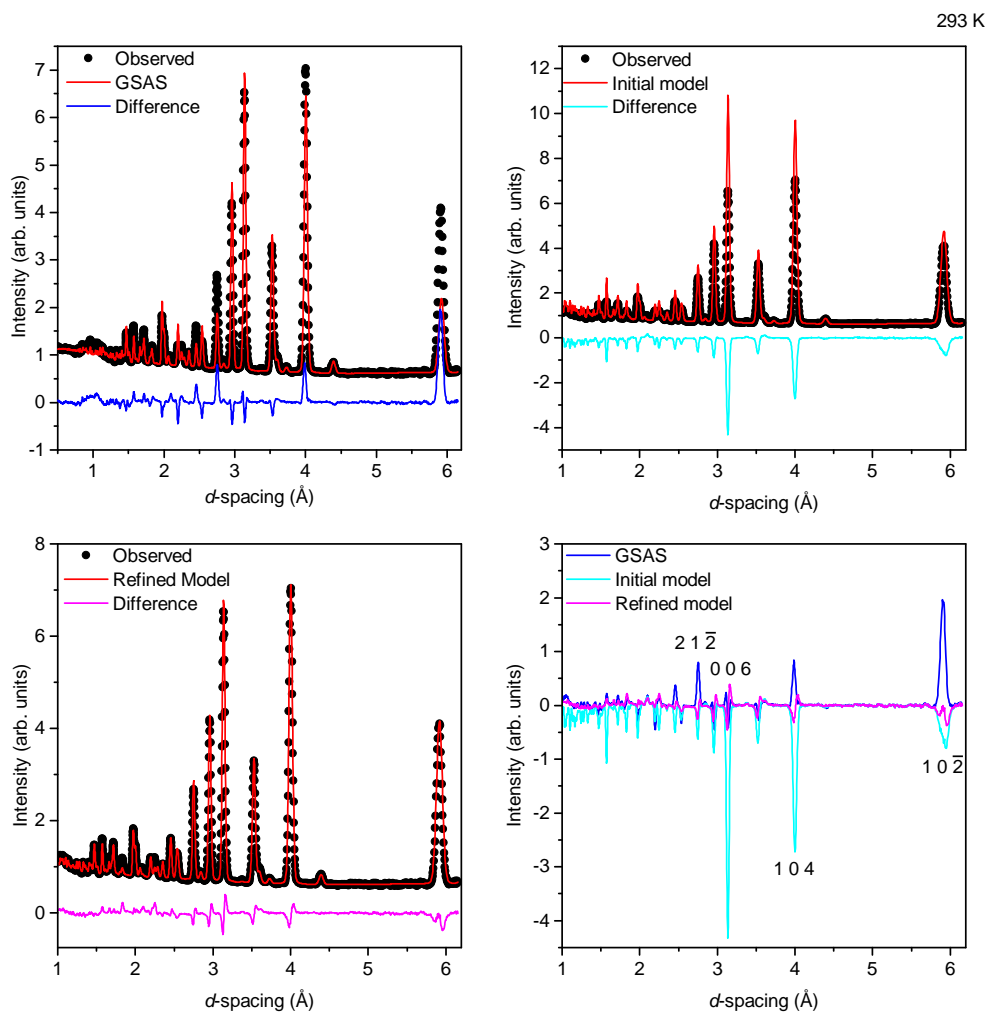 293 K
Observed
GSAS
Difference
7
6
5
4
3
2
1
0
-1
1 2 3 4 5 6
Intensity (arb. units)
d-spacing (Å)
Observed
Initial model
Difference
12
10
8
6
4
2
0
-2
-4
1 2 3 4 5 6
Intensity (arb. units)
d-spacing (Å)
Observed
Refined Model
Difference
8
6
4
2
0
1 2 3 4 5 6
Intensity (arb. units)
d-spacing (Å)
GSAS
Initial model
Refined model
3
2
1
0
-1
-2
-3
-4
2 1 2̅
0 0 6
1 0 2̅
1 0 4
1 2 3 4 5 6
Intensity (arb. units)
d-spacing (Å)